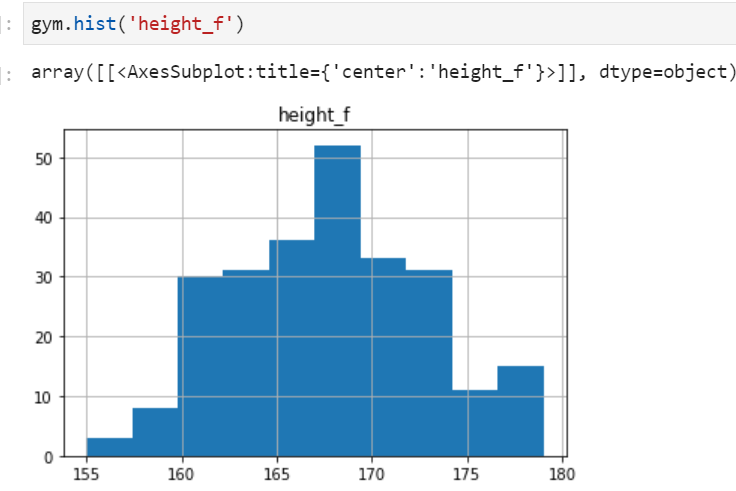 ]: gym.hist('height_f')
]: array([[<AxesSubplot:title={'center':'height_f'}>]], dtype=object)
height_f
50
40
30
20
10
0
155 160 165 170 175 180